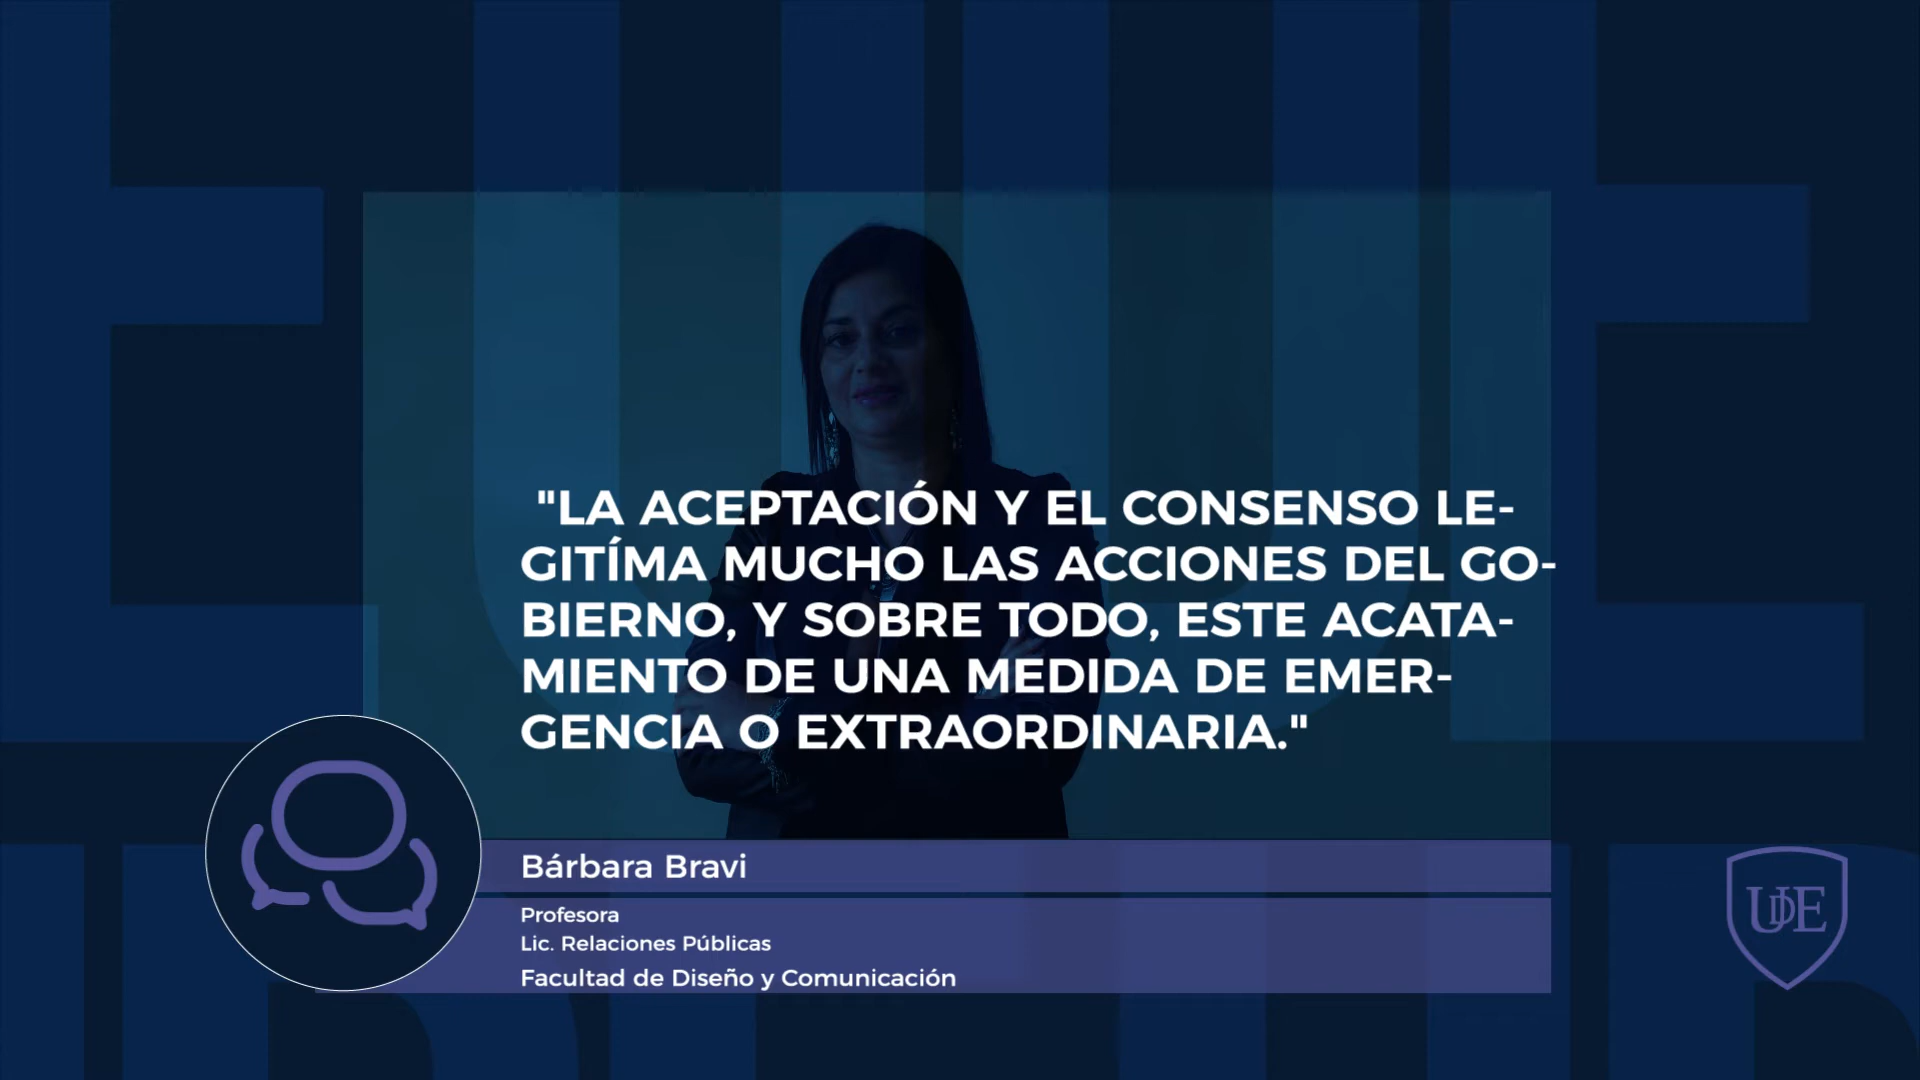 "LA ACEPTACIÓN Y EL CONSENSO LE-
GITÍMA MUCHO LAS ACCIONES DEL GO-
BIERNO, Y SOBRE TODO, ESTE ACATA-
MIENTO DE UNA MEDIDA DE EMER-
GENCIA O EXTRAORDINARIA."
Bárbara Bravi
Profesora
Lic. Relaciones Públicas
Facultad de Diseño y Comunicación
UDE